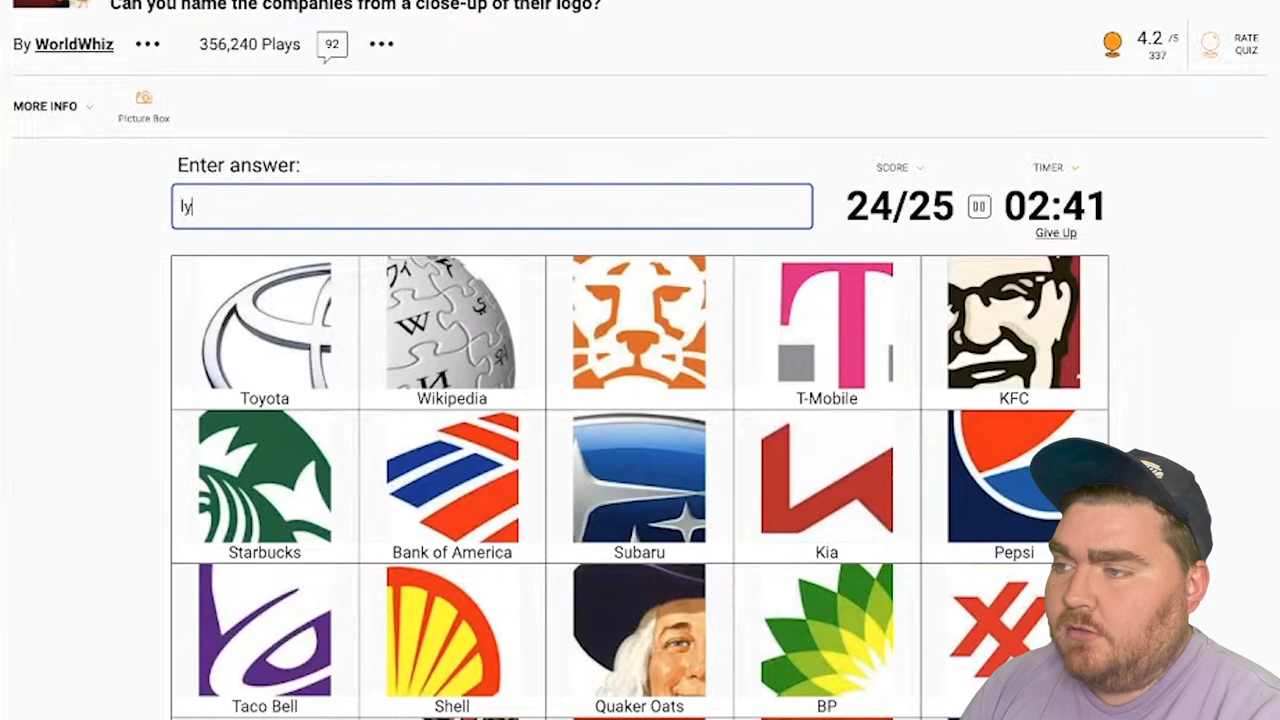 Can you name the companies from a close-up of their logo?
By WorldWhiz ••• 356,240 Plays 92 •••
4.2 /5
337
RATE
QUIZ
MORE INFO
Picture Box
Enter answer:
SCORE
TIMER
ly
24/25
02:41
Give Up
W
И
T
Toyota
Wikipedia
T-Mobile
KFC
Starbucks
Bank of America
Subaru
Kia
Pepsi
Taco Bell
Shell
Quaker Oats
BP